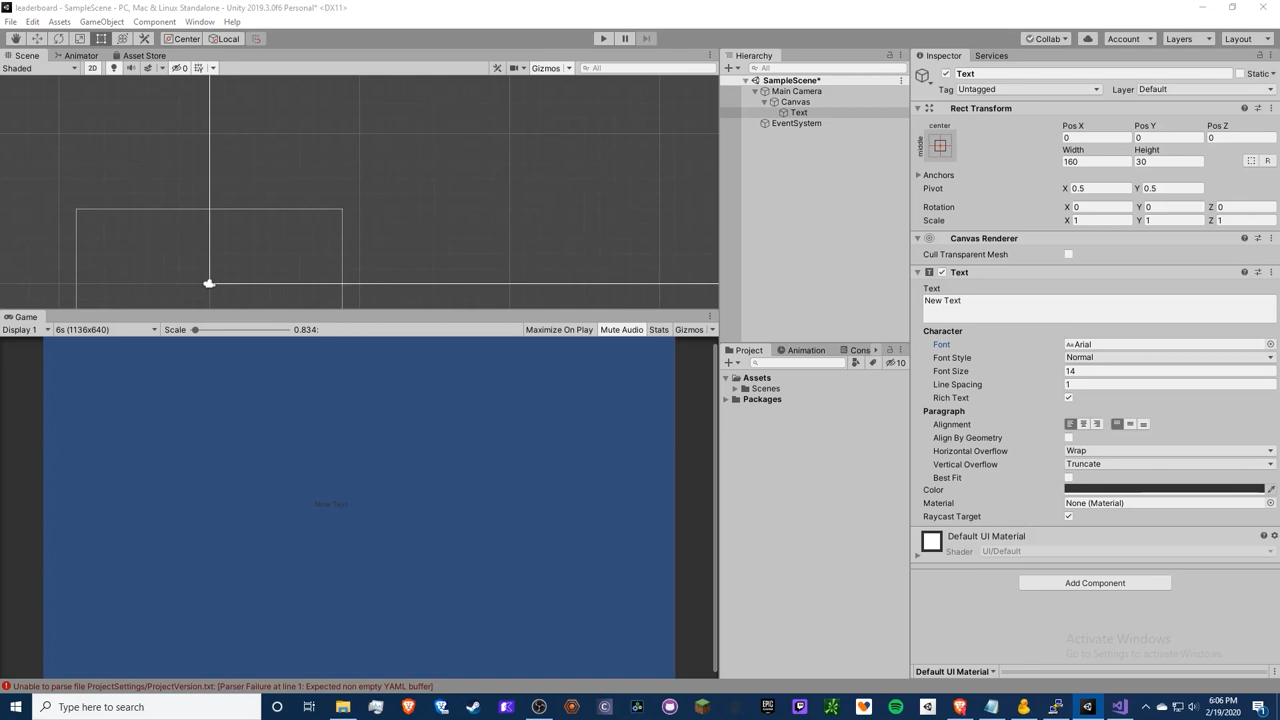 leaderboard - SampleScene - PC, Mac & Linux Standalone - Unity 2019.3.0f6 Personal* <DX11>
File Edit Assets GameObject Component Window Help
Center Local Collab Account Layers Layout
Scene Animator Asset Store
Shaded 2D 0 Gizmos All
Hierarchy
All
SampleScene*
Main Camera
Canvas
Text
EventSystem
Inspector Services
Text Static
Tag Untagged Layer Default
Rect Transform
center
middle
Pos X Pos Y Pos Z
0 0 0
Width Height
160 30 R
Anchors
Pivot X 0.5 Y 0.5
Rotation X 0 Y 0 Z 0
Scale X 1 Y 1 Z 1
Canvas Renderer
Cull Transparent Mesh
Text
Text
New Text
Character
Font Arial
Font Style Normal
Font Size 14
Line Spacing 1
Rich Text
Paragraph
Alignment
Align By Geometry
Horizontal Overflow Wrap
Vertical Overflow Truncate
Best Fit
Color
Material None (Material)
Raycast Target
Default UI Material
Shader UI/Default
Add Component
Activate Windows
Go to Settings to activate Windows.
Default UI Material
Game
Display 1 6s (1136x640) Scale 0.834: Maximize On Play Mute Audio Stats Gizmos
New Text
Project Animation Cons
10
Assets
Scenes
Packages
Unable to parse file ProjectSettings/ProjectVersion.txt: [Parser Failure at line 1: Expected non empty YAML buffer]
Type here to search
6:06 PM
2/19/2020